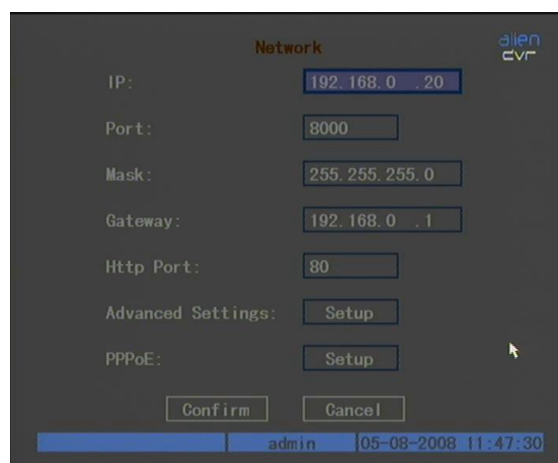 alien
dvr
Network
IP: 192.168.0 .20
Port: 8000
Mask: 255.255.255.0
Gateway: 192.168.0 .1
Http Port: 80
Advanced Settings: Setup
PPPoE: Setup
Confirm Cancel
admin 05-08-2008 11:47:30